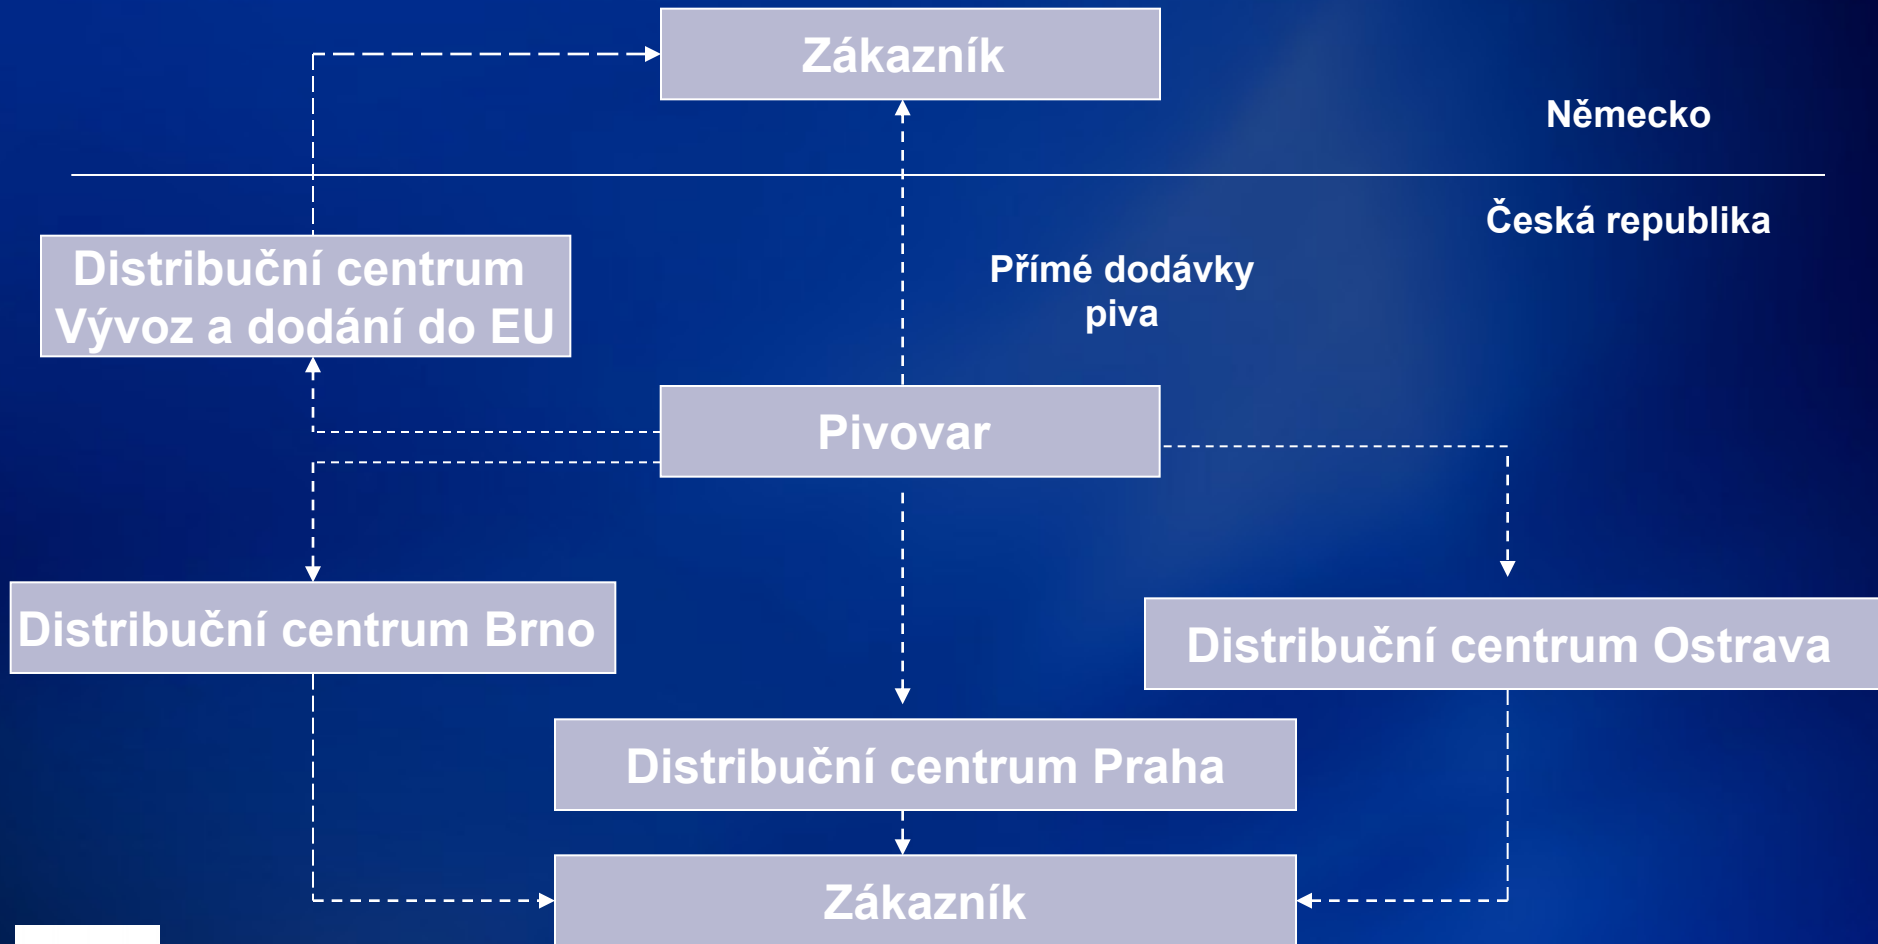 Zákazník
Německo
Česká republika
Distribuční centrum
Vývoz a dodání do EU
Přímé dodávky
piva
Pivovar
Distribuční centrum Brno
Distribuční centrum Ostrava
Distribuční centrum Praha
Zákazník